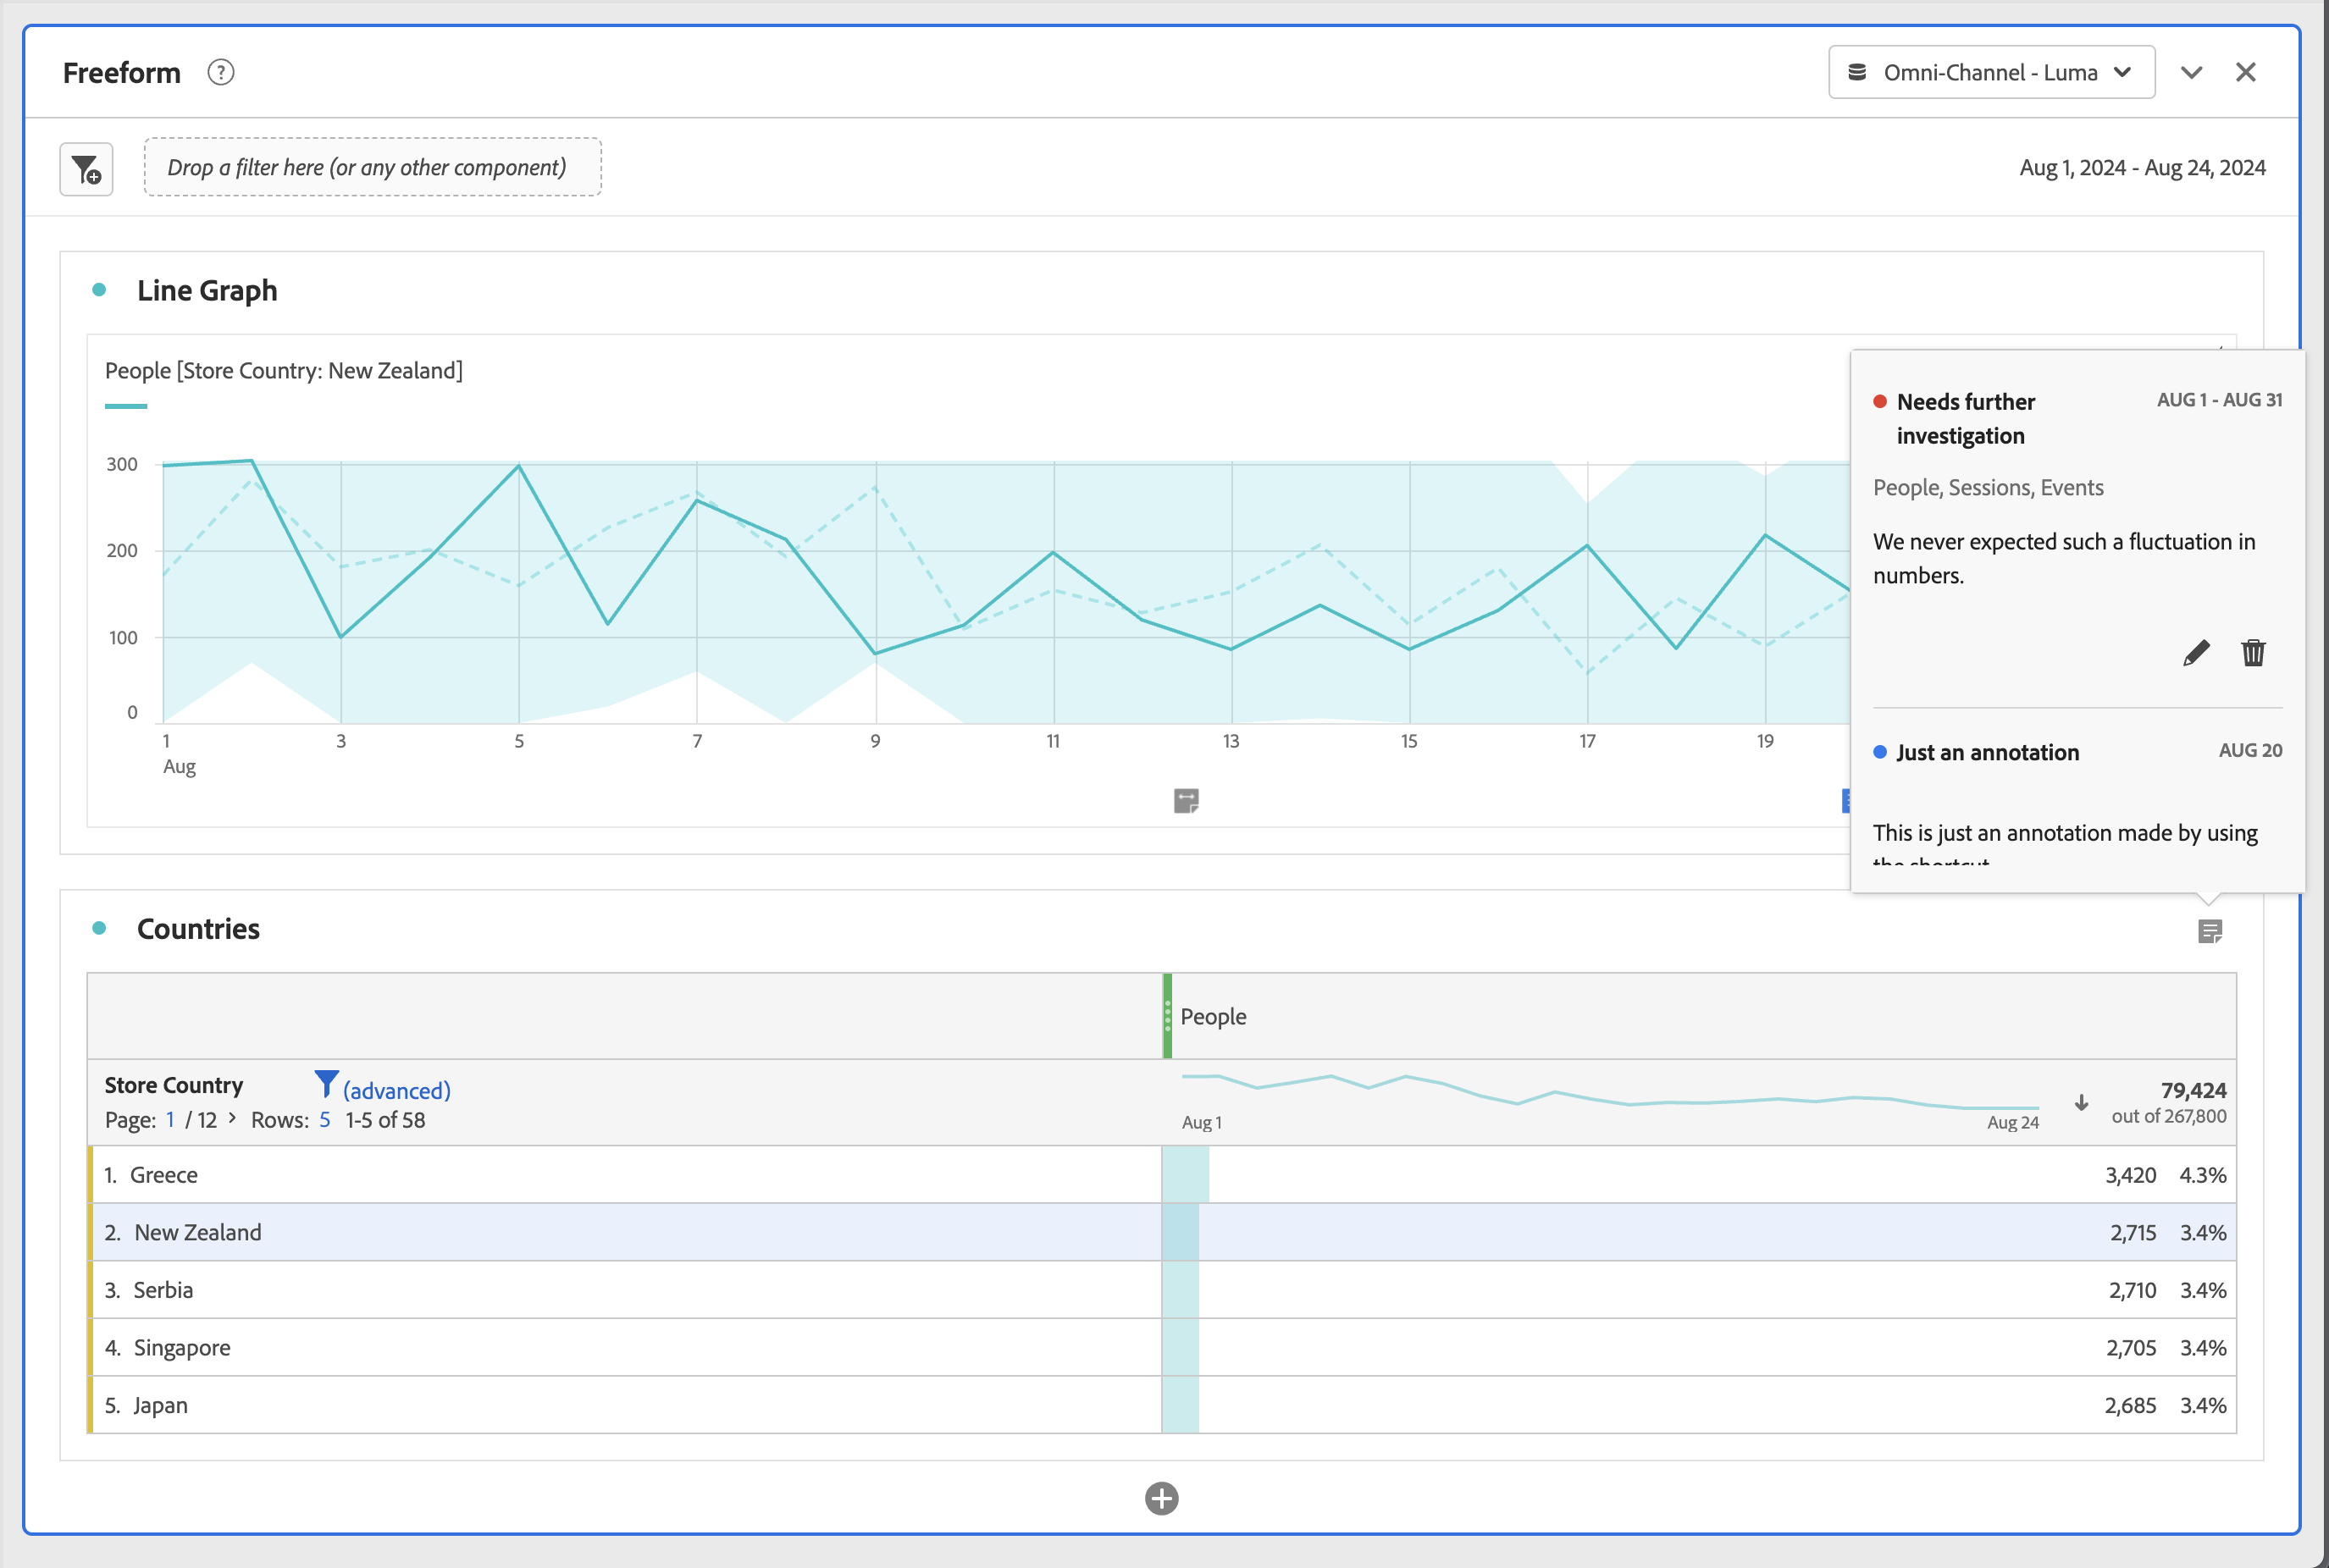 Freeform ?
Omni-Channel - Luma
Drop a filter here (or any other component)
Aug 1, 2024 - Aug 24, 2024
Line Graph
People [Store Country: New Zealand]
300
200
100
0
1 3 5 7 9 11 13 15 17 19
Aug
Needs further
investigation
AUG 1 - AUG 31
People, Sessions, Events
We never expected such a fluctuation in
numbers.
Just an annotation
AUG 20
This is just an annotation made by using
the shortcut
Countries
People
Store Country (advanced)
Page: 1 / 12 > Rows: 5 1-5 of 58
Aug 1
Aug 24
79,424
out of 267,800
1. Greece 3,420 4.3%
2. New Zealand 2,715 3.4%
3. Serbia 2,710 3.4%
4. Singapore 2,705 3.4%
5. Japan 2,685 3.4%